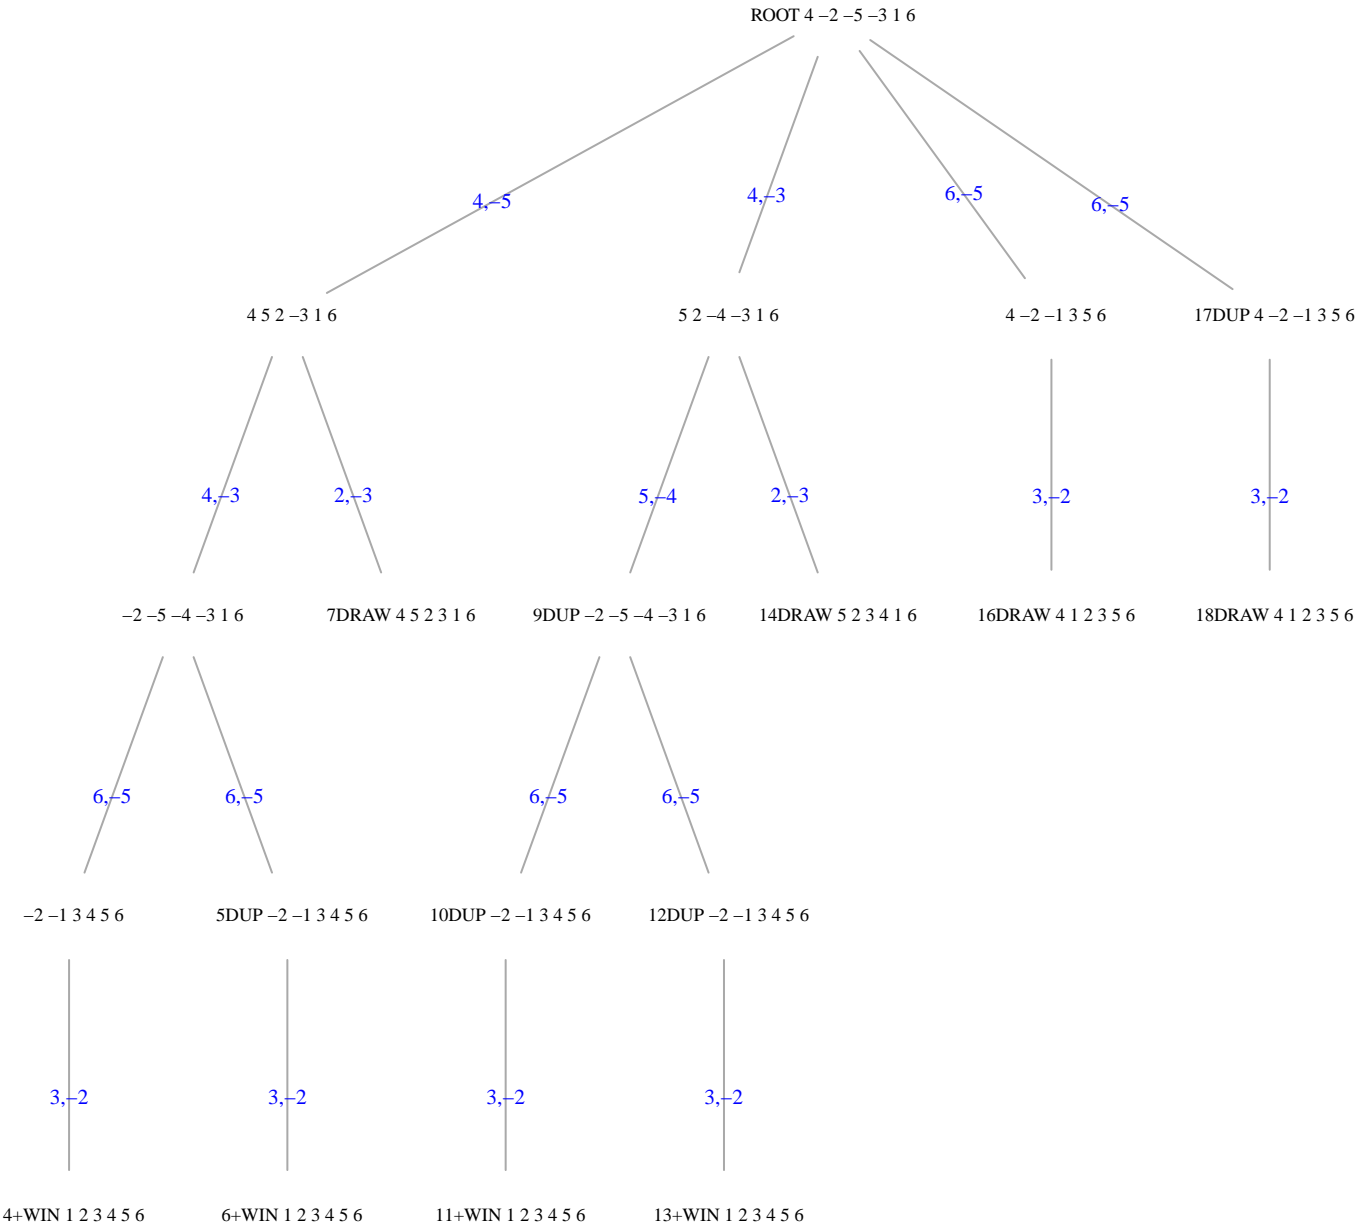 ROOT 4 –2 –5 –3 1 6
4,–5
4,–3
6,–5
6,–5
4 5 2 –3 1 6
5 2 –4 –3 1 6
4 –2 –1 3 5 6
17DUP 4 –2 –1 3 5 6
4,–3
2,–3
5,–4
2,–3
3,–2
3,–2
–2 –5 –4 –3 1 6
7DRAW 4 5 2 3 1 6
9DUP –2 –5 –4 –3 1 6
14DRAW 5 2 3 4 1 6
16DRAW 4 1 2 3 5 6
18DRAW 4 1 2 3 5 6
6,–5
6,–5
6,–5
6,–5
–2 –1 3 4 5 6
5DUP –2 –1 3 4 5 6
10DUP –2 –1 3 4 5 6
12DUP –2 –1 3 4 5 6
3,–2
3,–2
3,–2
3,–2
4+WIN 1 2 3 4 5 6
6+WIN 1 2 3 4 5 6
11+WIN 1 2 3 4 5 6
13+WIN 1 2 3 4 5 6